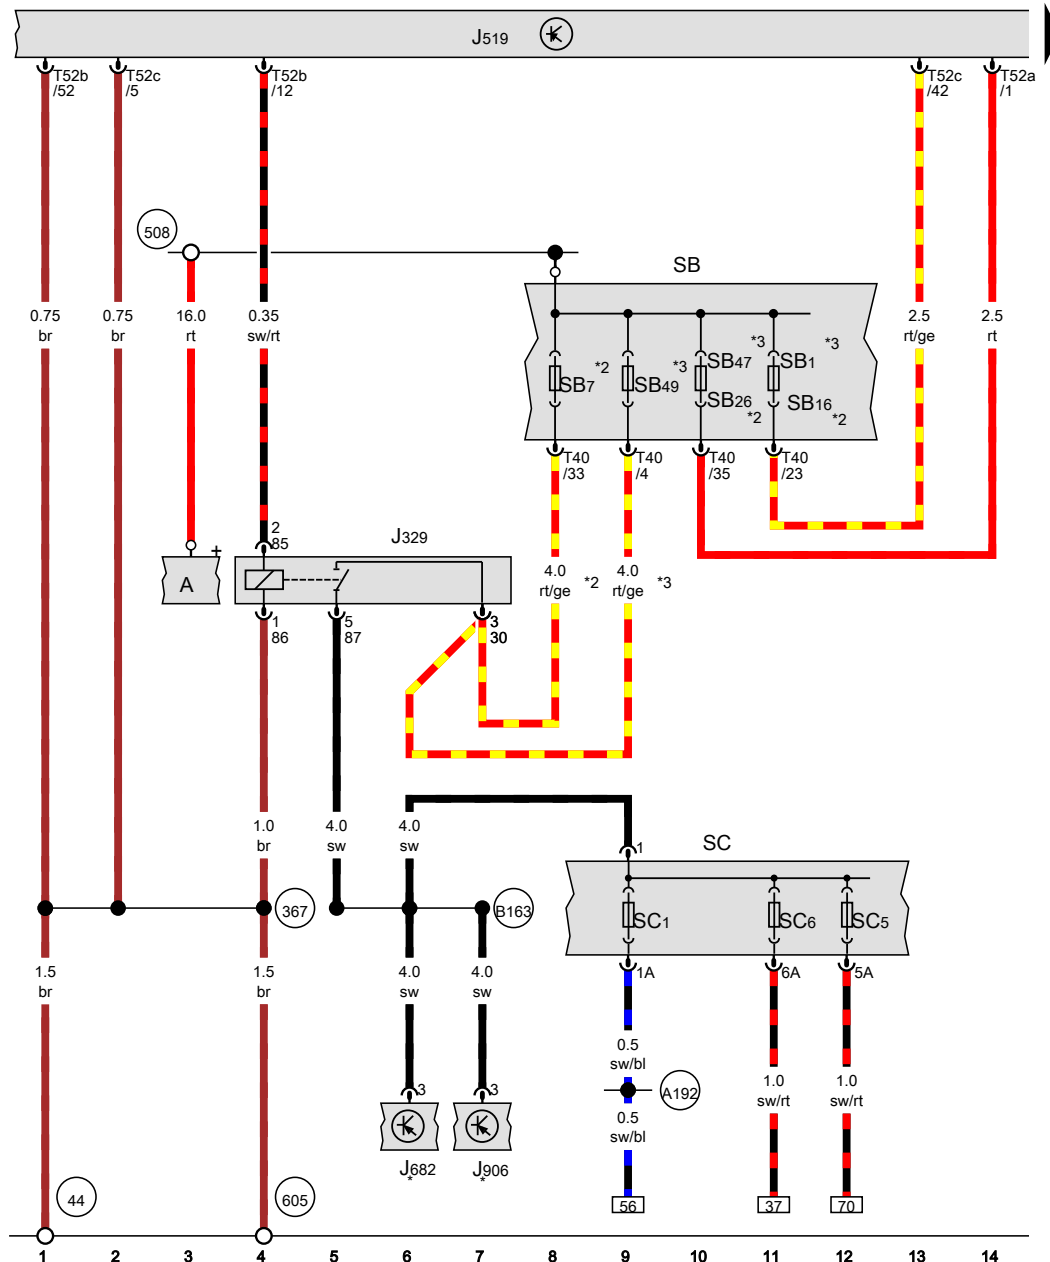 J519
T52b
/52
T52c
/5
T52b
/12
T52c
/42
T52a
/1
508
SB
0.75
br
0.75
br
16.0
rt
0.35
sw/rt
2.5
rt/ge
2.5
rt
*3
*3
SB7
*2
SB49
*3
SB47
SB1
SB26
*2
SB16
*2
T40
/33
T40
/4
T40
/35
T40
/23
2
85
J329
+
A
4.0
rt/ge
*2
4.0
rt/ge
*3
1
86
5
87
3
30
1.0
br
4.0
sw
4.0
sw
1
SC
367
B163
SC1
SC6
SC5
1.5
br
1.5
br
4.0
sw
4.0
sw
1A
6A
5A
0.5
sw/bl
A192
1.0
sw/rt
1.0
sw/rt
3
3
0.5
sw/bl
J682
*
J906
*
44
605
56
37
70
1 2 3 4 5 6 7 8 9 10 11 12 13 14